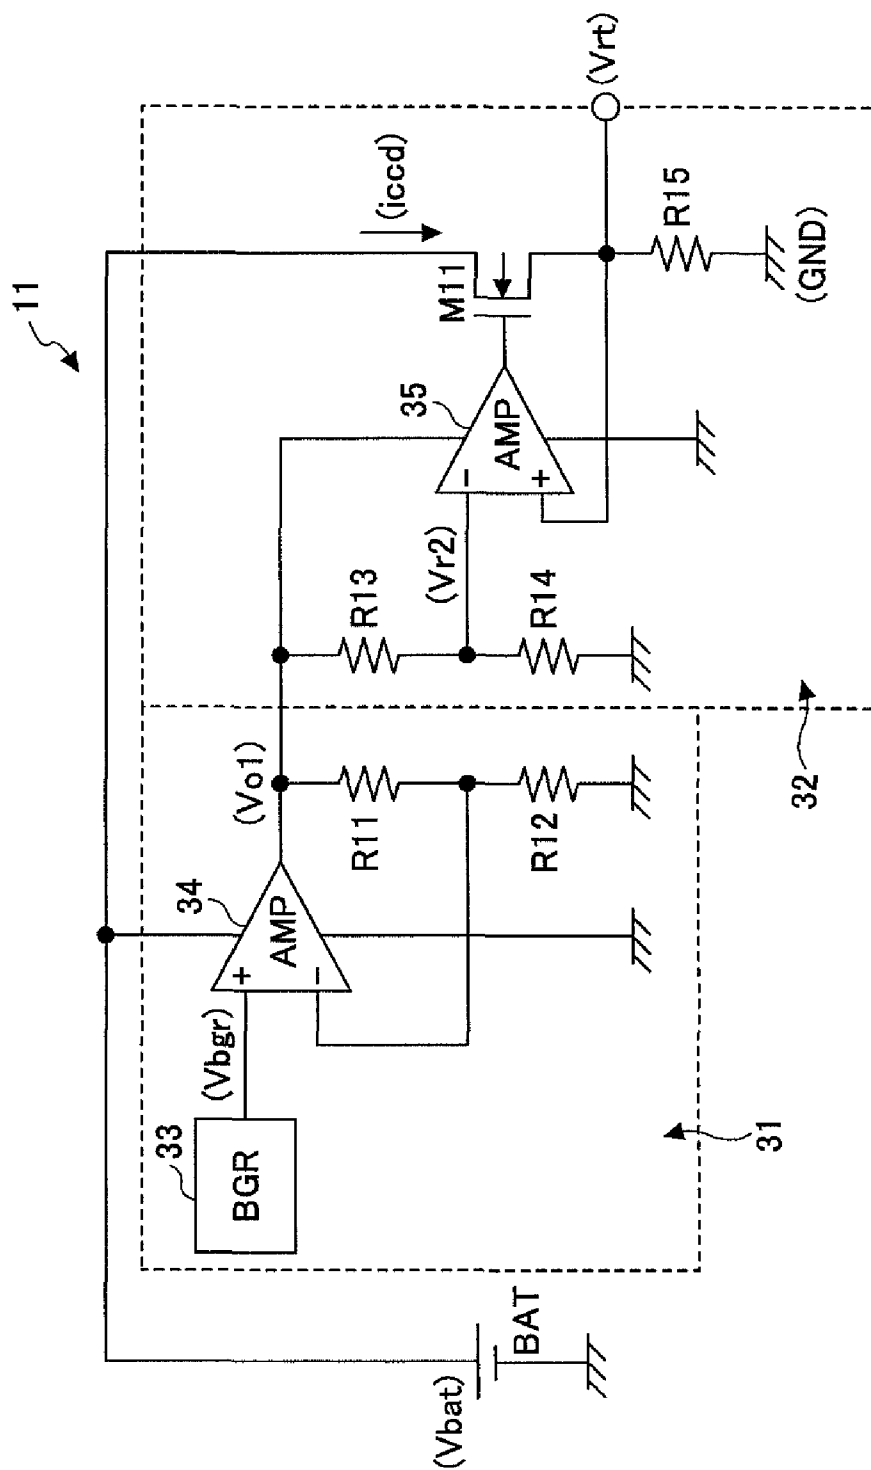 11
(Vbat)
BAT
33
BGR
(Vbgr)
34
+
AMP
−
(Vo1)
R11
R12
31
R13
(Vr2)
R14
32
35
−
AMP
+
M11
(iccd)
(Vrt)
R15
(GND)